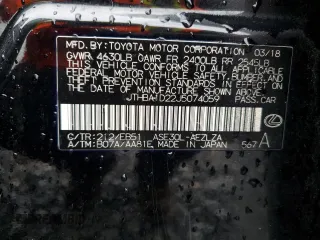 MFD. BY: TOYOTA MOTOR CORPORATION 03/18
GVWR 4630LB GAWR FR 2400LB RR 2545LB
THIS VEHICLE CONFORMS TO ALL APPLICABLE
FEDERAL MOTOR VEHICLE SAFETY, BUMPER, AND
THEFT PREVENTION STANDARDS IN EFFECT ON
THE DATE OF MANUFACTURE SHOWN ABOVE.
JTHBA1D22J5074059 PASS.CAR
C/TR:212/EB51 ASE30L-AEZLZA
A/TM:B07A/AA81E MADE IN JAPAN 567 A